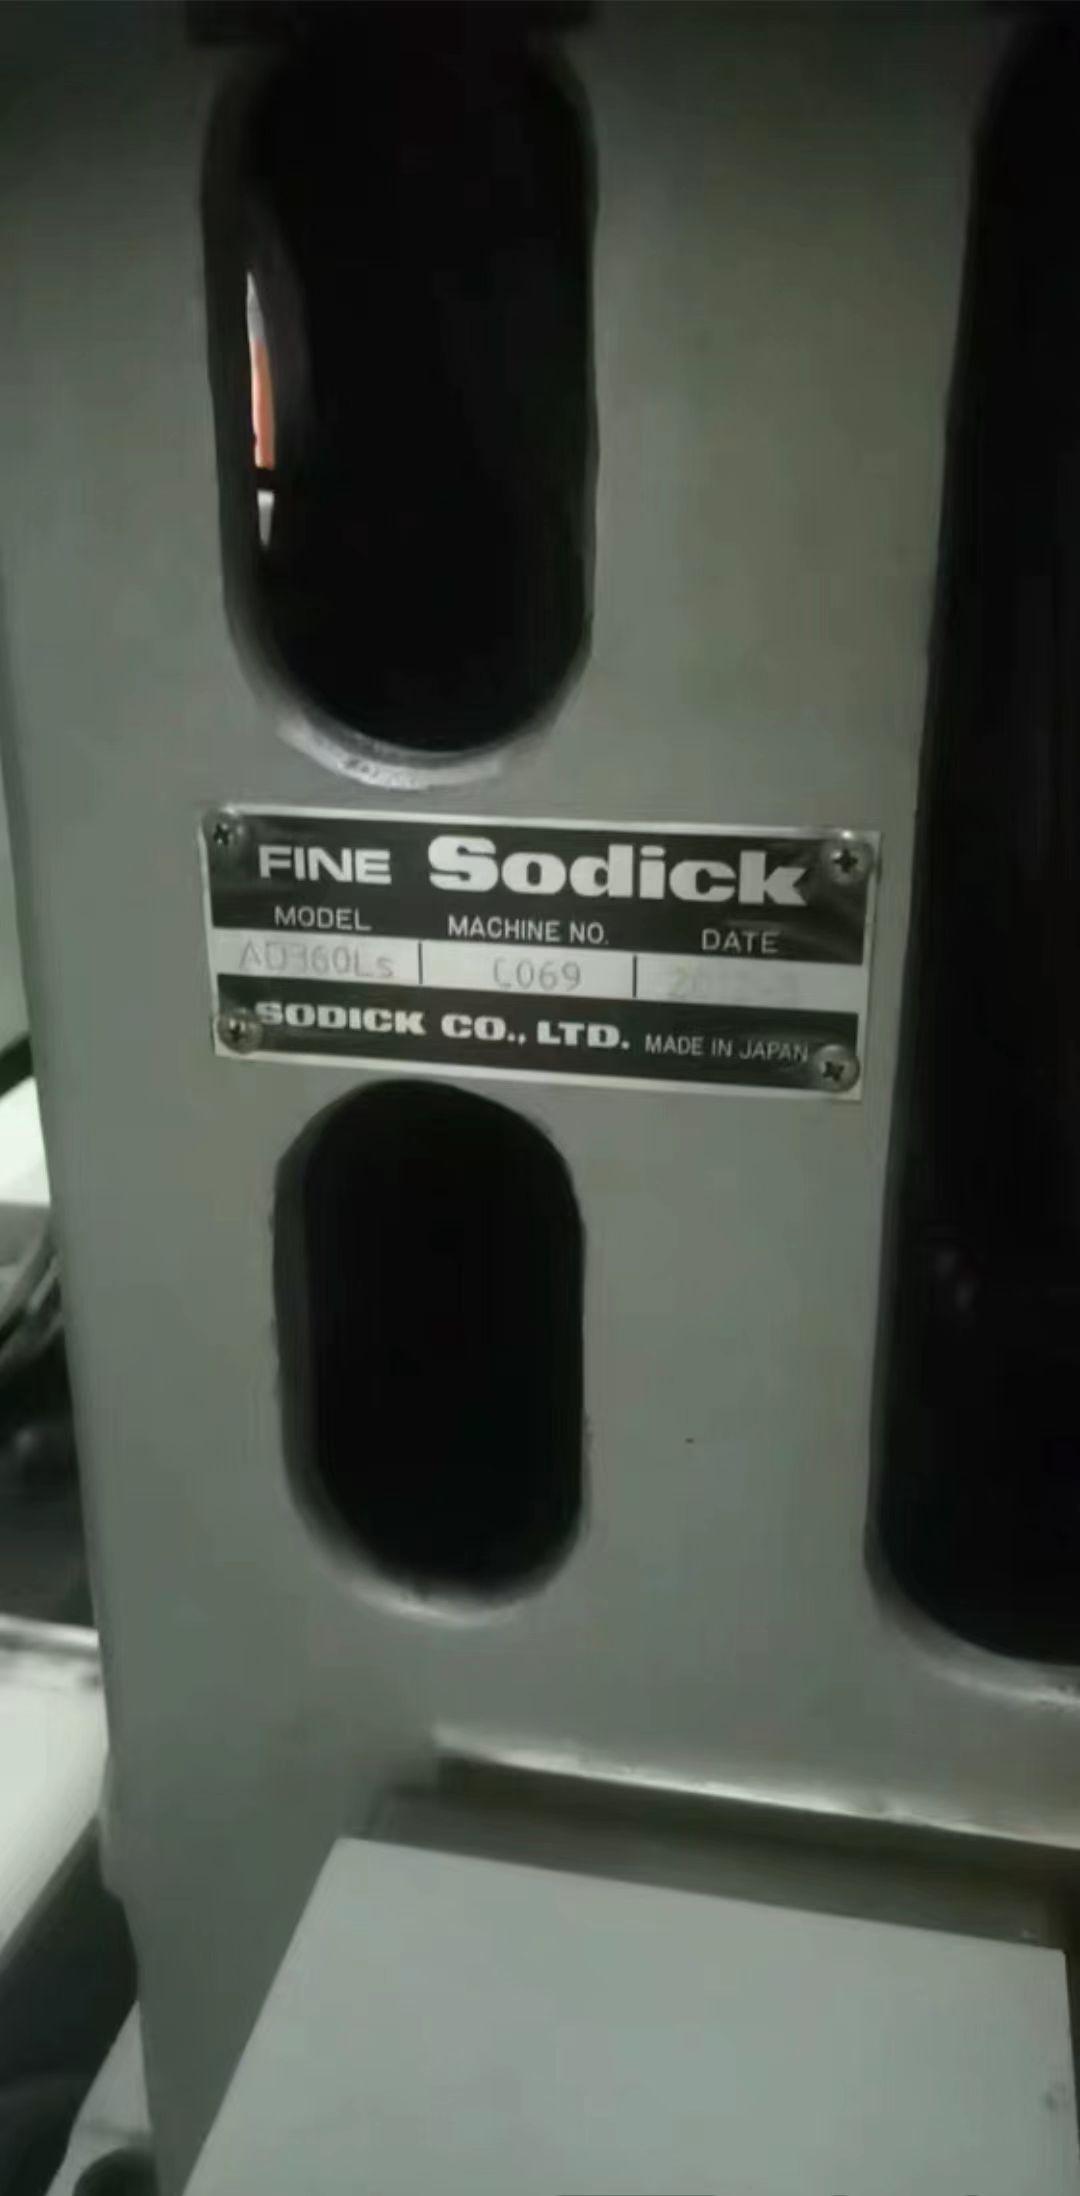 FINE Sodick
MODEL MACHINE NO. DATE
AD360Ls C069
SODICK CO., LTD. MADE IN JAPAN